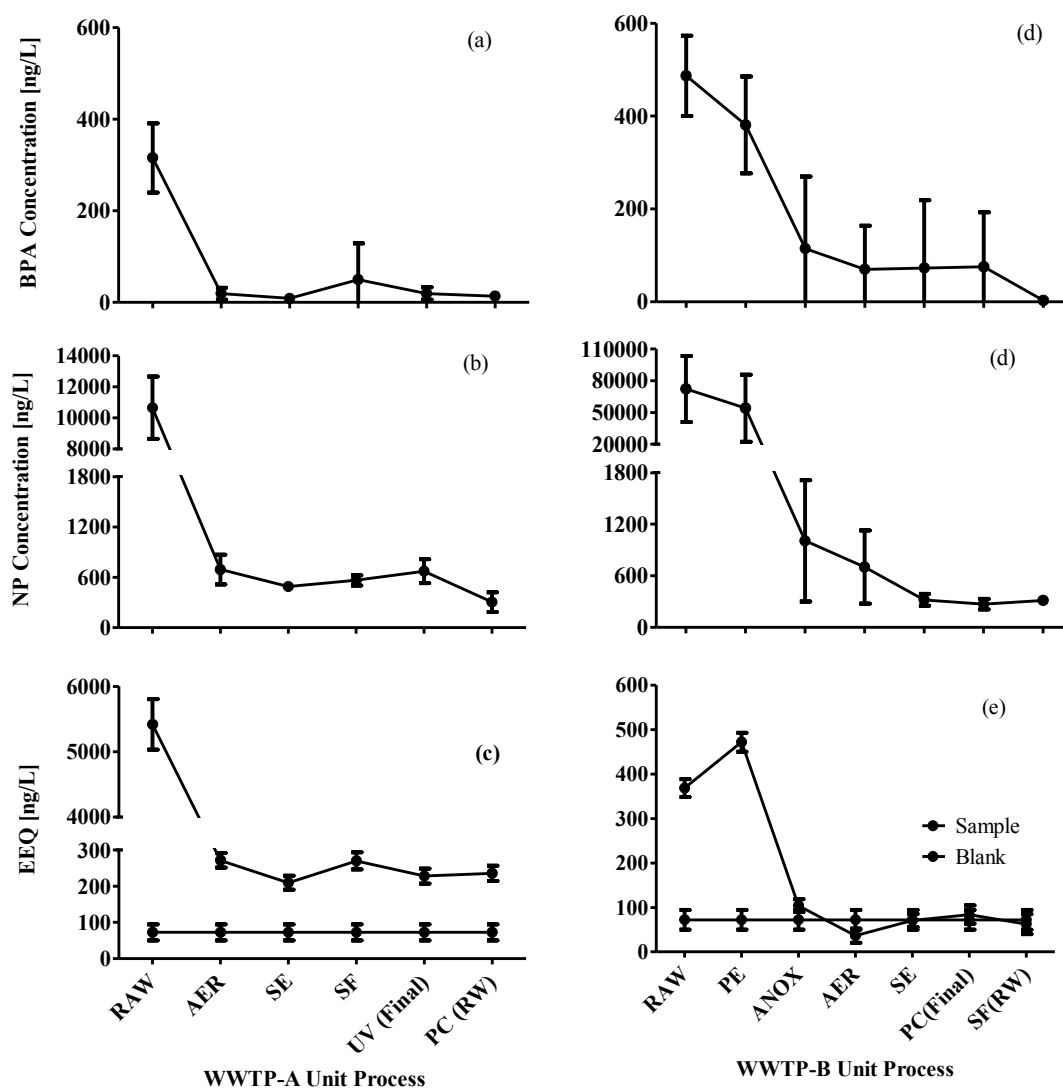 600
400
200
0
BPA Concentration [ng/L]
(a)
600
400
200
0
(d)
14000
12000
10000
8000
1800
1200
600
0
NP Concentration [ng/L]
(b)
110000
80000
50000
20000
1800
1200
600
0
(d)
6000
5000
4000
300
200
100
0
EEQ [ng/L]
(c)
RAW
AER
SE
SF
UV (Final)
PC (RW)
WWTP-A Unit Process
600
500
400
300
200
100
0
(e)
Sample
Blank
RAW
PE
ANOX
AER
SE
PC(Final)
SF(RW)
WWTP-B Unit Process